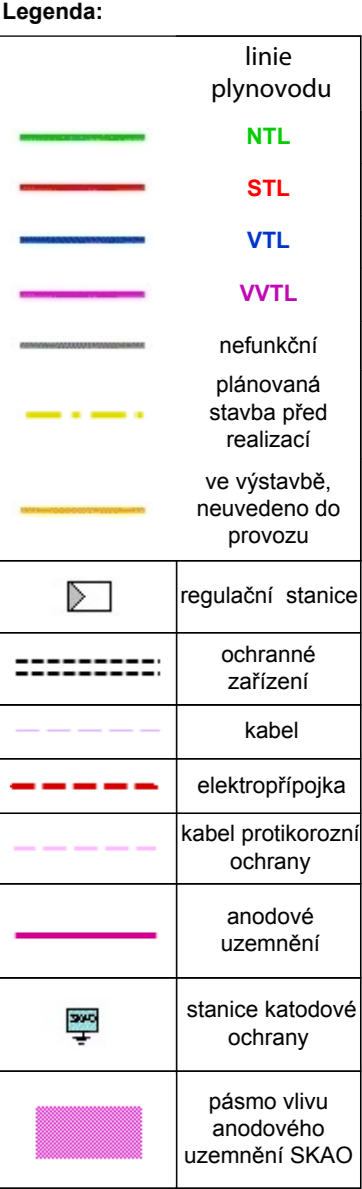 Legenda:
linie
plynovodu
NTL
STL
VTL
VVTL
nefunkční
plánovaná
stavba před
realizací
ve výstavbě,
neuvedeno do
provozu
regulační stanice
ochranné
zařízení
kabel
elektropřípojka
kabel protikorozní
ochrany
anodové
uzemnění
SKAO
stanice katodové
ochrany
pásmo vlivu
anodového
uzemnění SKAO